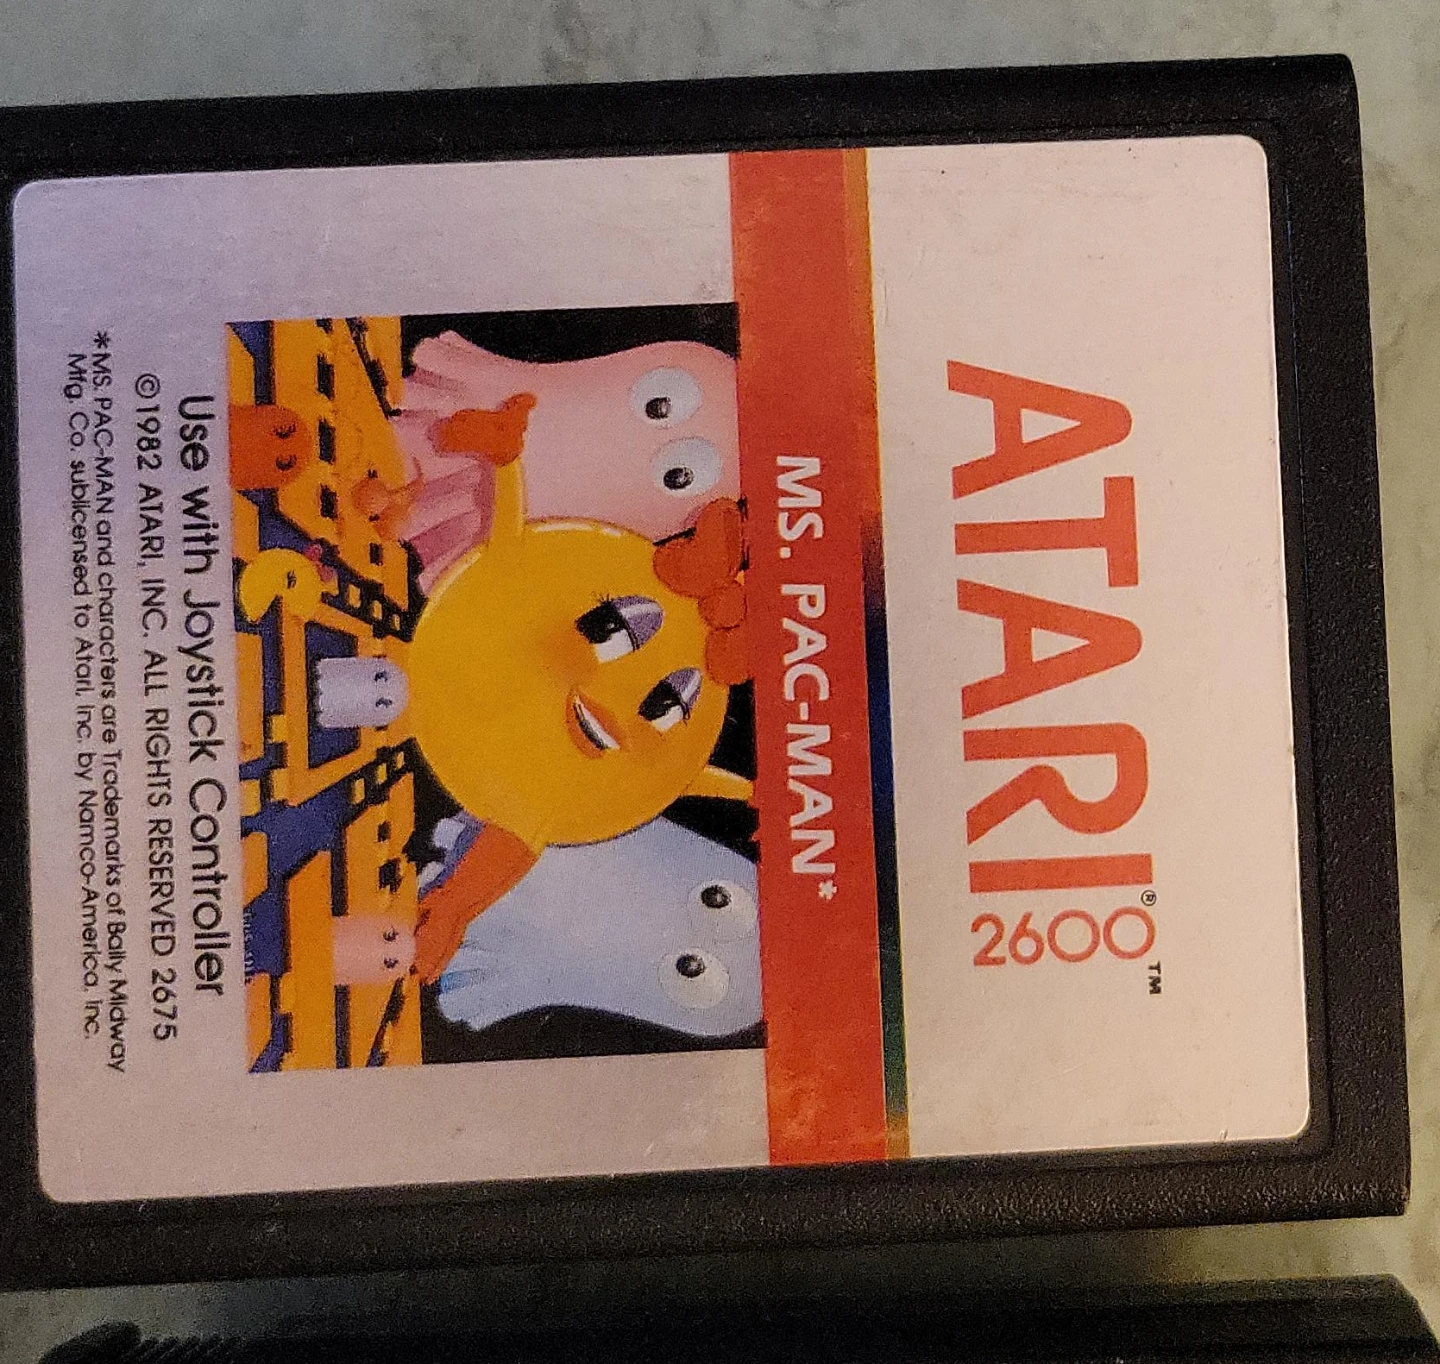 ATARI® 2600™
MS. PAC-MAN*
Use with Joystick Controller
©1982 ATARI, INC. ALL RIGHTS RESERVED 2675
*MS. PAC-MAN and characters are Trademarks of Bally Midway
Mfg. Co. sublicensed to Atari, Inc. by Namco-America, Inc.